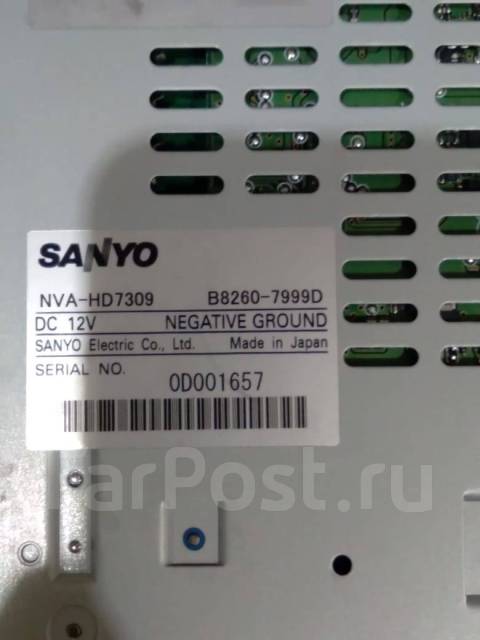 SANYO
NVA-HD7309 B8260-7999D
DC 12V NEGATIVE GROUND
SANYO Electric Co., Ltd. Made in Japan
SERIAL NO.
0D001657
FarPost.ru